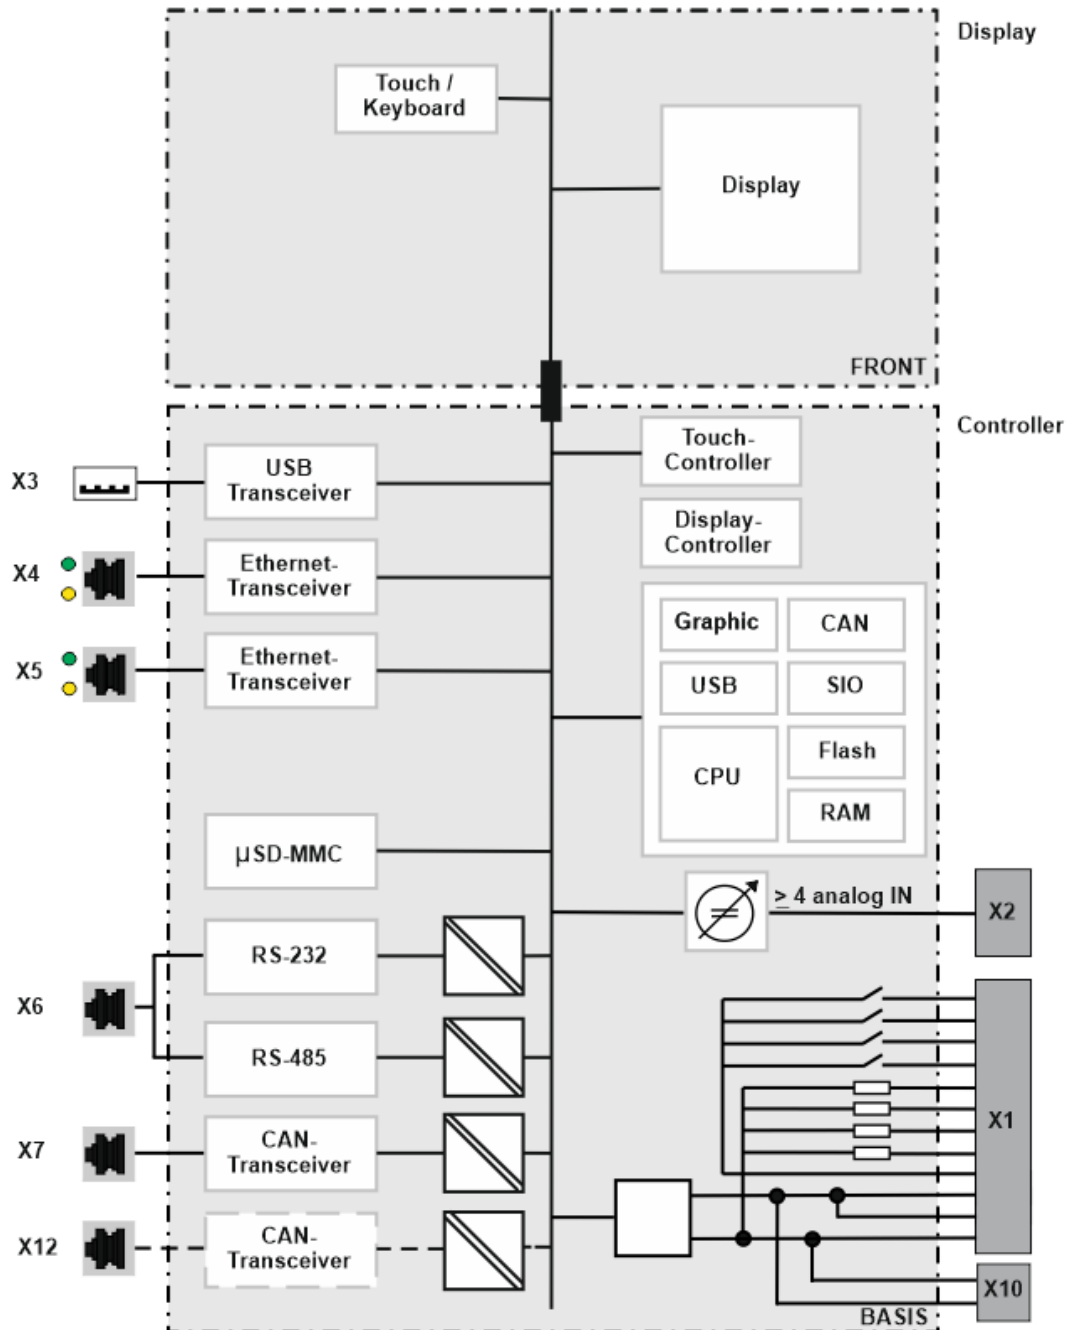 Display
Touch /
Keyboard
Display
FRONT
Controller
Touch-
Controller
X3
USB
Transceiver
Display-
Controller
X4
Ethernet-
Transceiver
Graphic
CAN
X5
Ethernet-
Transceiver
USB
SIO
CPU
Flash
RAM
µSD-MMC
≥ 4 analog IN
X2
X6
RS-232
RS-485
X1
X7
CAN-
Transceiver
X12
CAN-
Transceiver
X10
BASIS